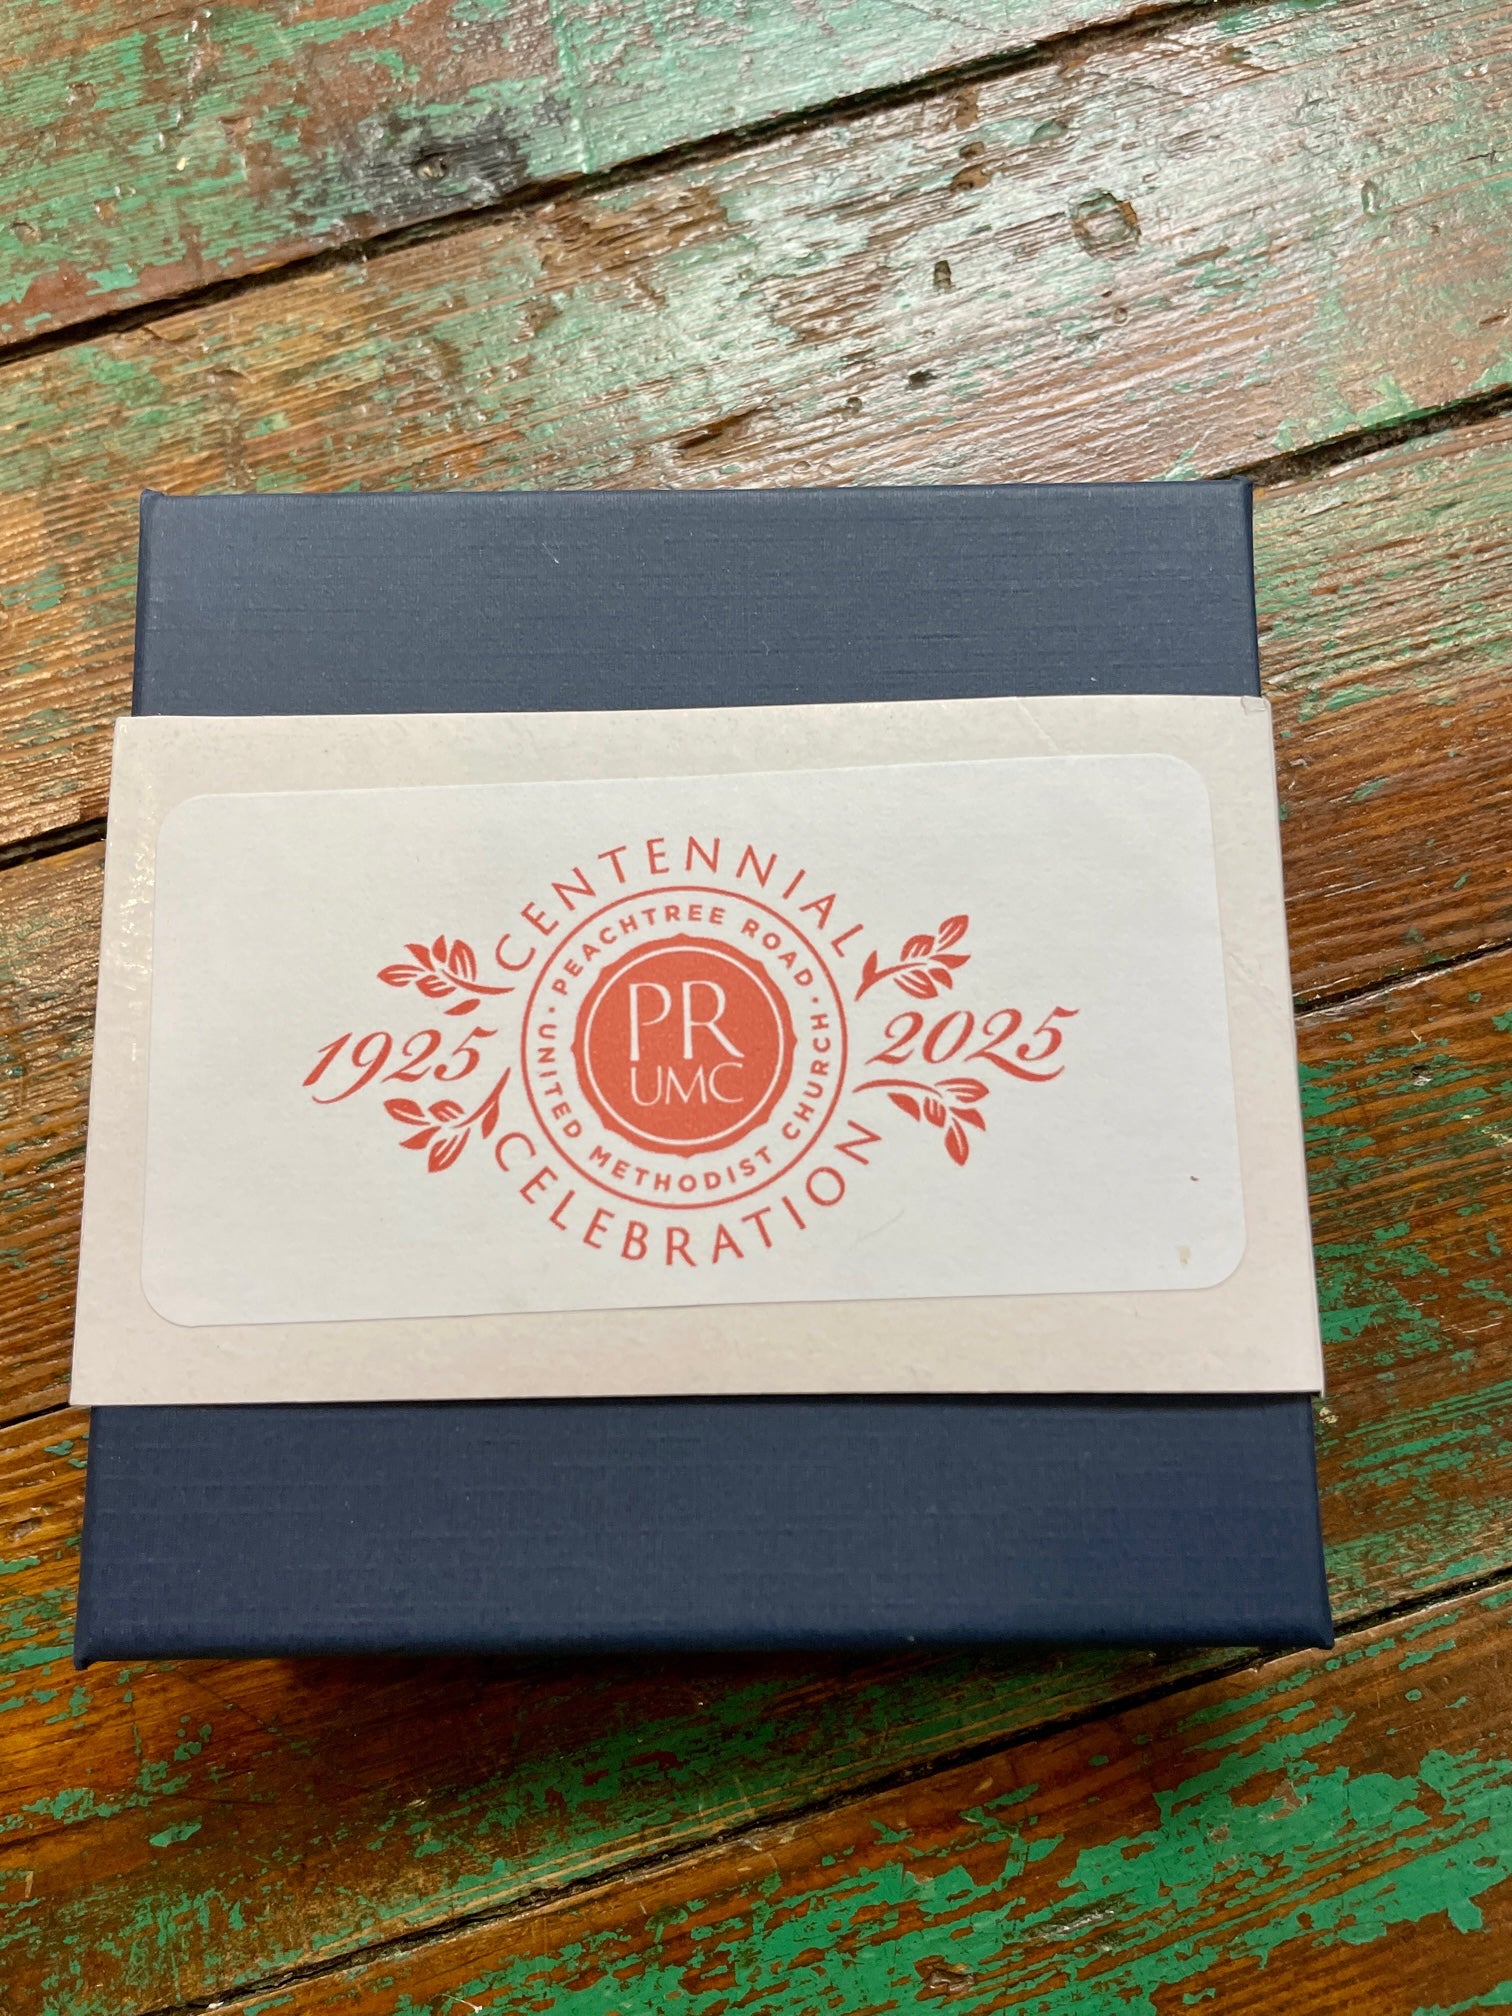 CENTENNIAL
PEACHTREE ROAD
1925
PR
UMC
2025
· UNITED METHODIST CHURCH ·
CELEBRATION